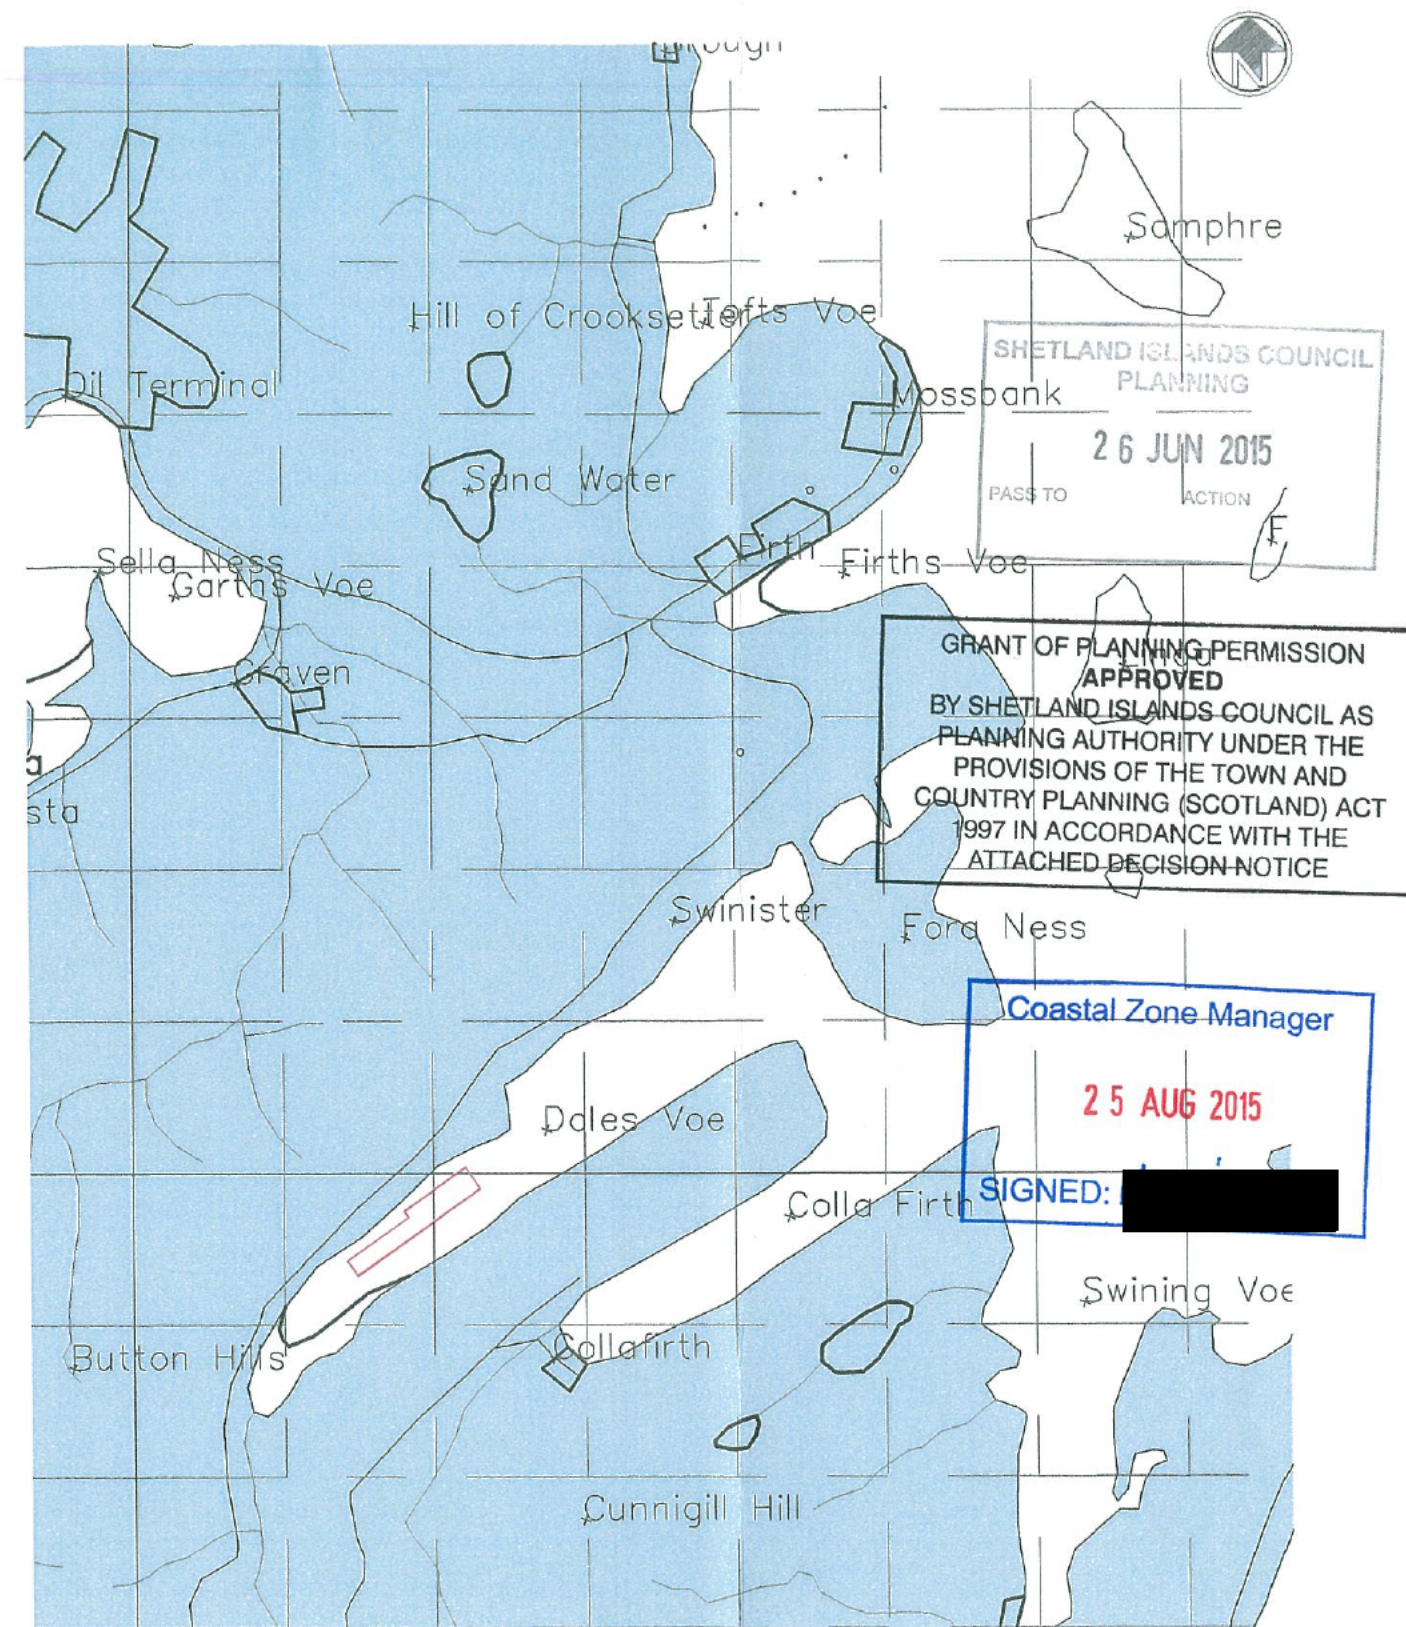 N
Samphre
Hill of Crooksetter
Tofts Voe
SHETLAND ISLANDS COUNCIL
PLANNING
26 JUN 2015
PASS TO ACTION
Oil Terminal
Mossbank
Sand Water
F
Firth
Firths Voe
Sella Ness
Garths Voe
GRANT OF PLANNING PERMISSION
APPROVED
BY SHETLAND ISLANDS COUNCIL AS
PLANNING AUTHORITY UNDER THE
PROVISIONS OF THE TOWN AND
COUNTRY PLANNING (SCOTLAND) ACT
1997 IN ACCORDANCE WITH THE
ATTACHED DECISION NOTICE
Graven
a
sta
Swinister
Fora Ness
Coastal Zone Manager
25 AUG 2015
SIGNED:
Dales Voe
Colla Firth
Swining Voe
Button Hills
Collafirth
Cunnigill Hill